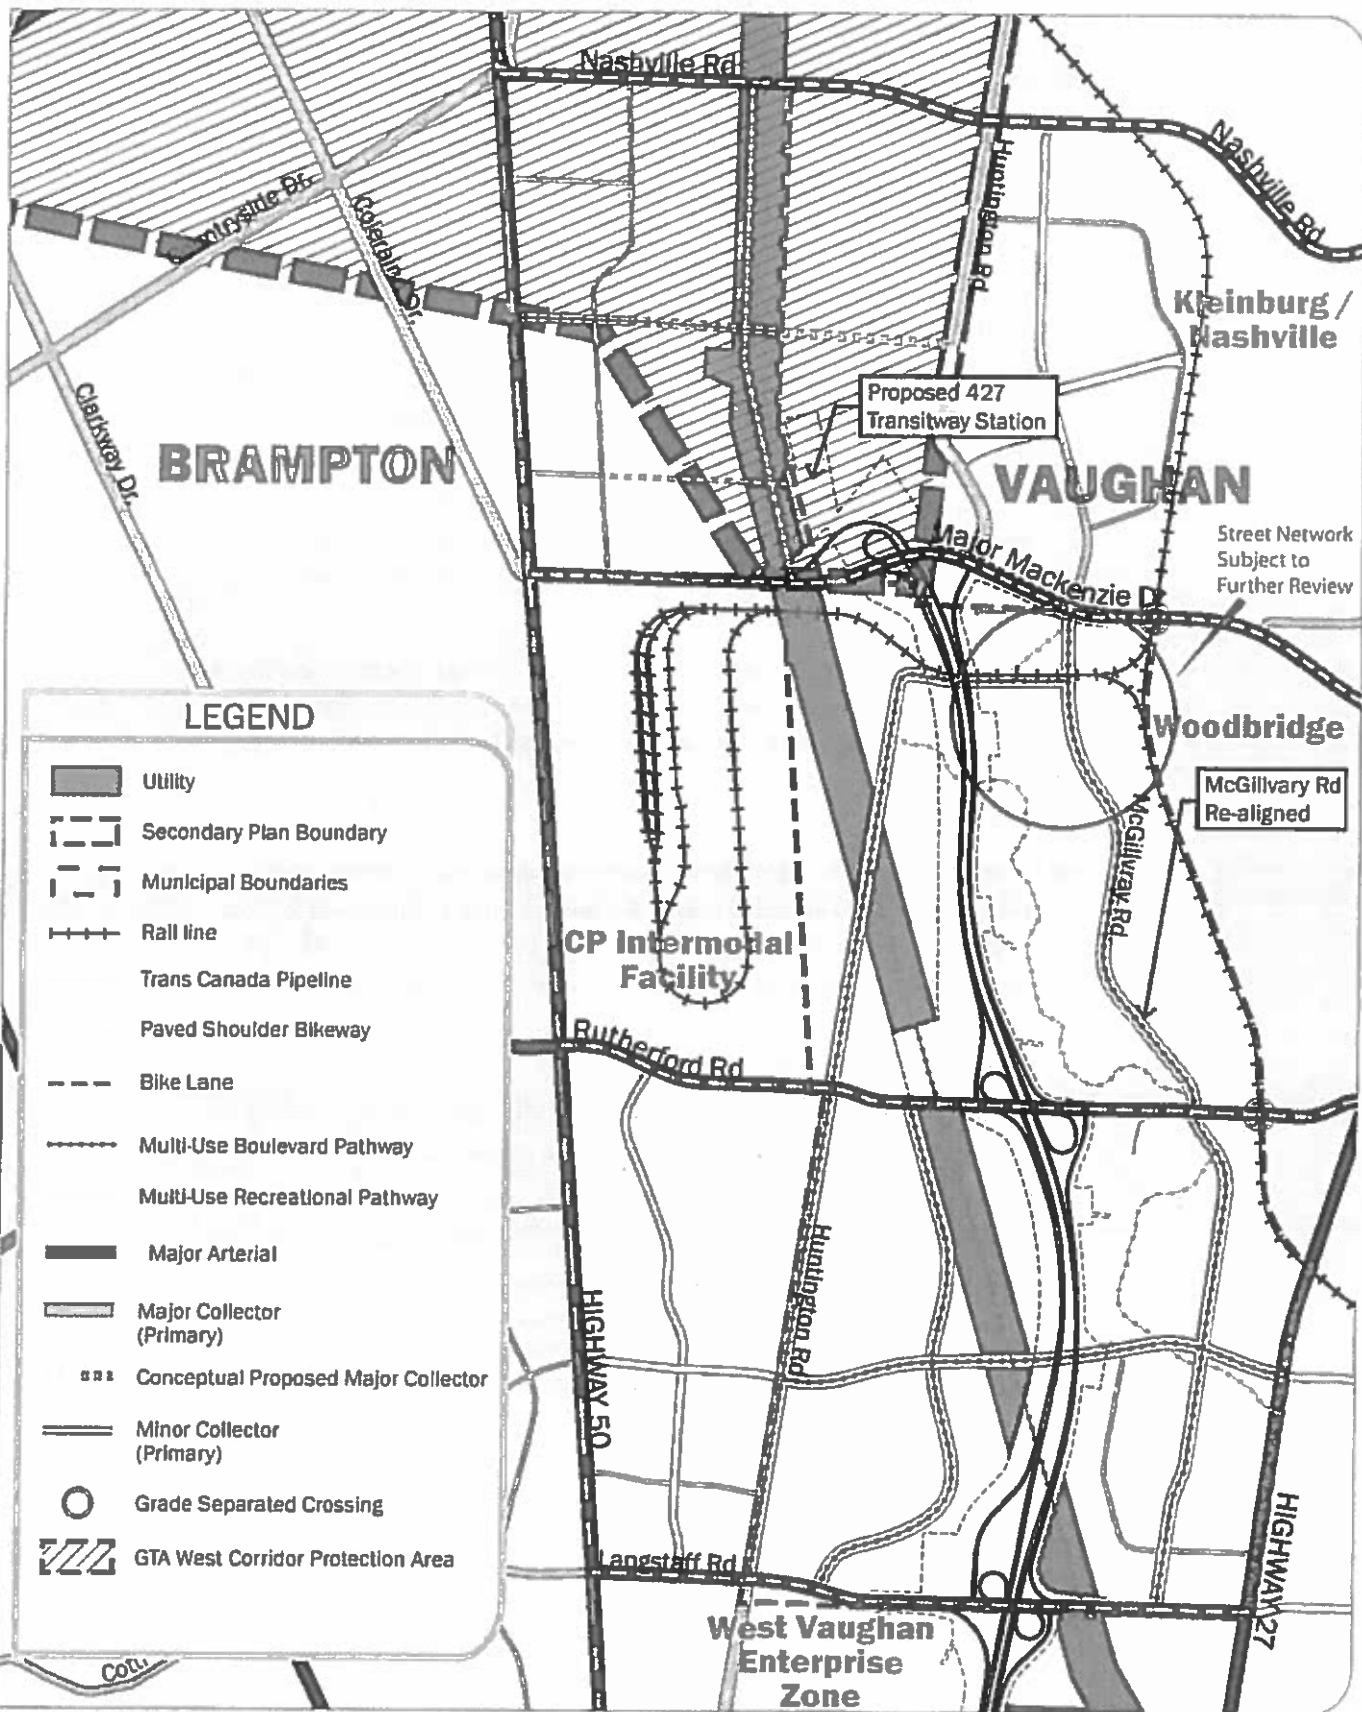 Nashville Rd
Nashville Rd
Huntington Rd
Countryside Dr.
Coleraine Dr.
Kleinburg /
Nashville
Clarkway Dr.
Proposed 427
Transitway Station
BRAMPTON
VAUGHAN
Street Network
Subject to
Further Review
Major Mackenzie Dr
Woodbridge
McGillvary Rd
Re-aligned
McGillvray Rd.
CP Intermodal
Facility
Rutherford Rd
Huntington Rd
HIGHWAY 50
HIGHWAY 27
Langstaff Rd
West Vaughan
Enterprise
Zone
LEGEND
Utility
Secondary Plan Boundary
Municipal Boundaries
Rail line
Trans Canada Pipeline
Paved Shoulder Bikeway
Bike Lane
Multi-Use Boulevard Pathway
Multi-Use Recreational Pathway
Major Arterial
Major Collector
(Primary)
Conceptual Proposed Major Collector
Minor Collector
(Primary)
Grade Separated Crossing
GTA West Corridor Protection Area